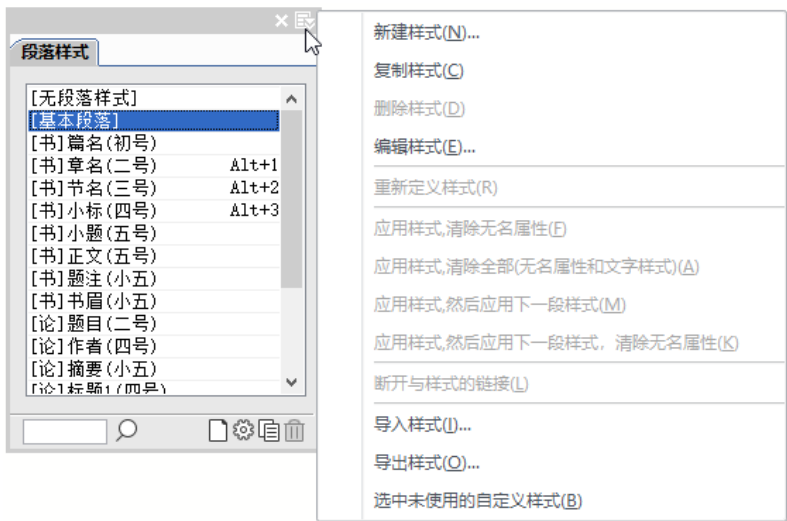 段落样式
[无段落样式]
[基本段落]
[书]篇名(初号)
[书]章名(二号) Alt+1
[书]节名(三号) Alt+2
[书]小标(四号) Alt+3
[书]小题(五号)
[书]正文(五号)
[书]题注(小五)
[书]书眉(小五)
[论]题目(二号)
[论]作者(四号)
[论]摘要(小五)
[论]标题1(四号)
新建样式(N)...
复制样式(C)
删除样式(D)
编辑样式(E)...
重新定义样式(R)
应用样式,清除无名属性(F)
应用样式,清除全部(无名属性和文字样式)(A)
应用样式,然后应用下一段样式(M)
应用样式,然后应用下一段样式，清除无名属性(K)
断开与样式的链接(L)
导入样式(I)...
导出样式(O)...
选中未使用的自定义样式(B)